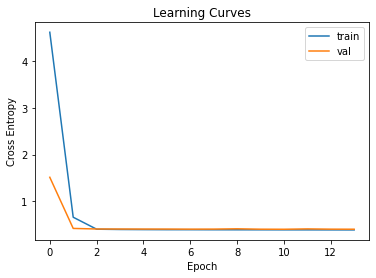 Learning Curves
train
val
Cross Entropy
4
3
2
1
0 2 4 6 8 10 12
Epoch